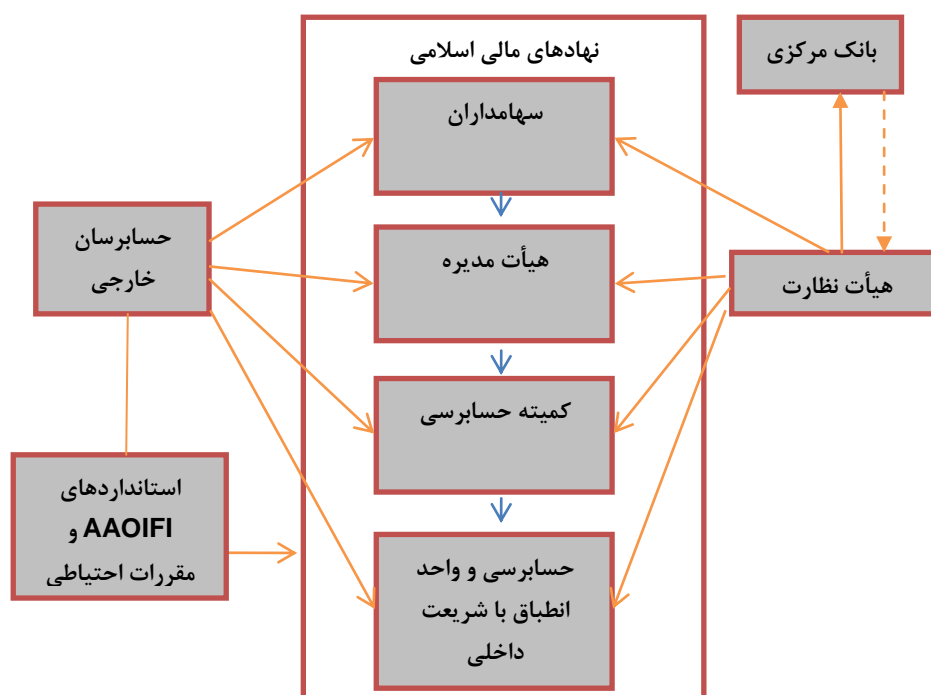 نهادهای مالی اسلامی
بانک مرکزی
سهامداران
حسابرسان
خارجی
هیأت مدیره
هیأت نظارت
کمیته حسابرسی
استانداردهای
AAOIFI و
مقررات احتیاطی
حسابرسی و واحد
انطباق با شریعت
داخلی